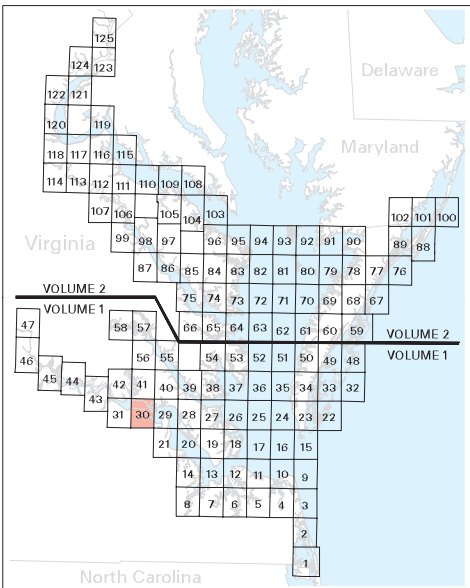 125
Delaware
124 123
122 121
120 119
Maryland
118 117 116 115
114 113 112 111 110 109 108
107 106 105 104 103 102 101 100
Virginia
99 98 97 96 95 94 93 92 91 90 89 88
87 86 85 84 83 82 81 80 79 78 77 76
VOLUME 2
75 74 73 72 71 70 69 68 67
VOLUME 1
47 58 57 66 65 64 63 62 61 60 59
VOLUME 2
VOLUME 1
46 56 55 54 53 52 51 50 49 48
45 44 43 42 41 40 39 38 37 36 35 34 33 32
31 30 29 28 27 26 25 24 23 22
21 20 19 18 17 16 15
14 13 12 11 10 9
8 7 6 5 4 3
2
1
North Carolina